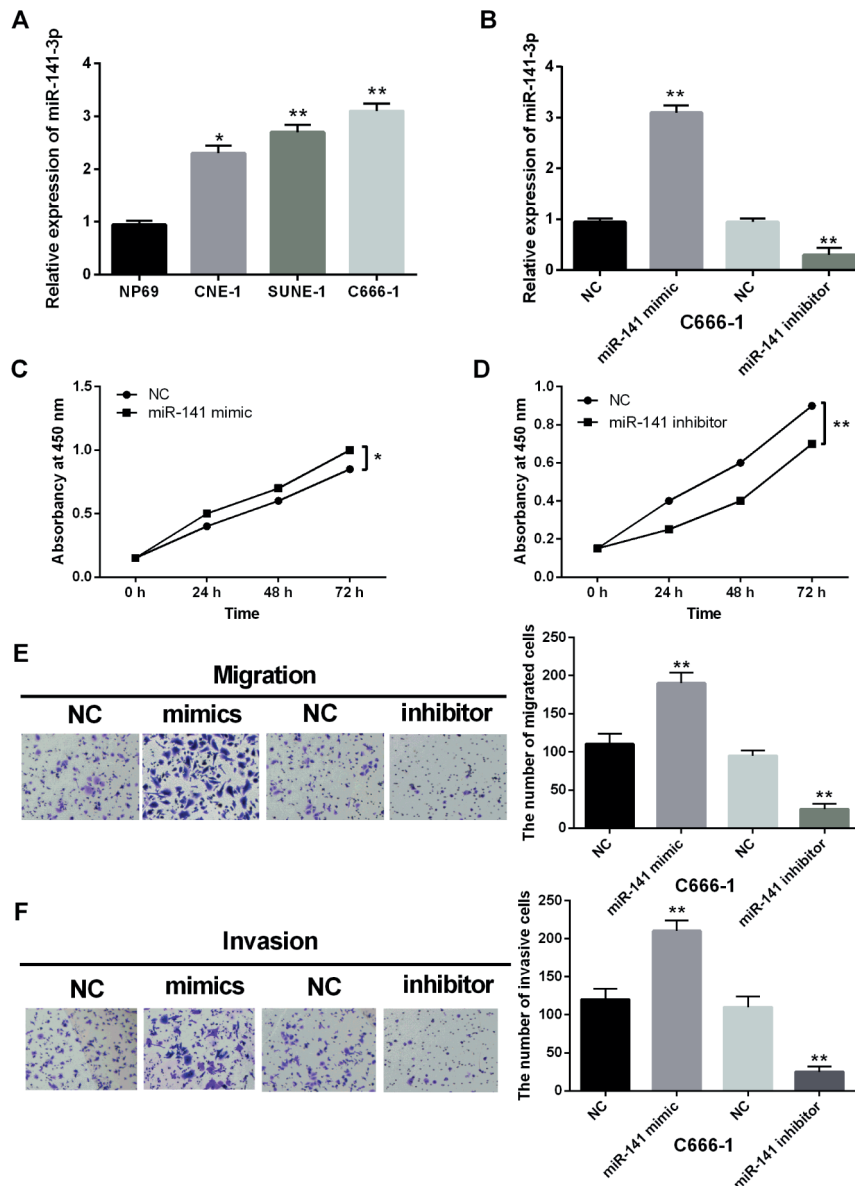 A
Relative expression of miR-141-3p
4
3
2
1
0
*
**
**
NP69 CNE-1 SUNE-1 C666-1
B
Relative expression of miR-141-3p
4
3
2
1
0
**
**
NC
miR-141 mimic
NC
miR-141 inhibitor
C666-1
C
Absorbancy at 450 nm
1.5
1.0
0.5
0.0
NC
miR-141 mimic
*
0 h 24 h 48 h 72 h
Time
D
Absorbancy at 450 nm
1.0
0.8
0.6
0.4
0.2
0.0
NC
miR-141 inhibitor
**
0 h 24 h 48 h 72 h
Time
E
Migration
NC mimics NC inhibitor
The number of migrated cells
250
200
150
100
50
0
**
**
NC
miR-141 mimic
NC
miR-141 inhibitor
C666-1
F
Invasion
NC mimics NC inhibitor
The number of invasive cells
250
200
150
100
50
0
**
**
NC
miR-141 mimic
NC
miR-141 inhibitor
C666-1